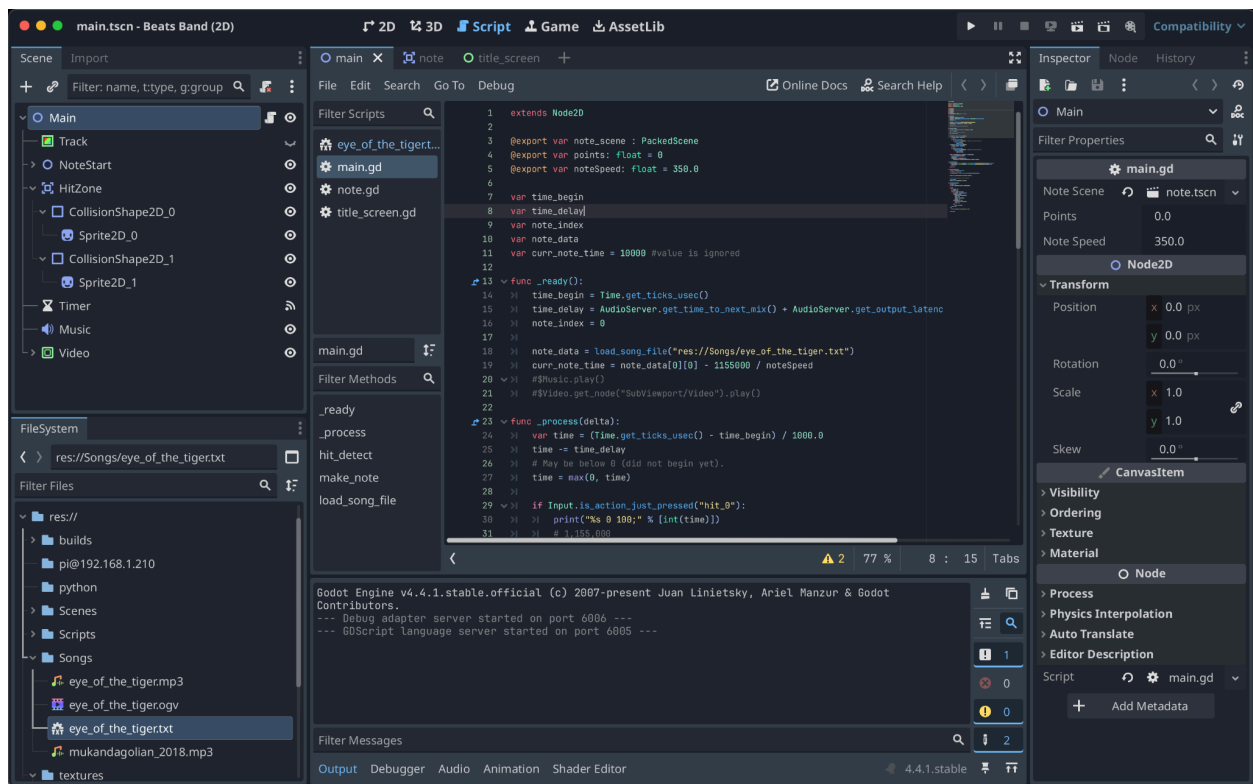 main.tscn - Beats Band (2D)
2D 3D Script Game AssetLib
Compatibility
Scene Import
Filter: name, t:type, g:group
Main
Track
NoteStart
HitZone
CollisionShape2D_0
Sprite2D_0
CollisionShape2D_1
Sprite2D_1
Timer
Music
Video
FileSystem
res://Songs/eye_of_the_tiger.txt
Filter Files
res://
builds
pi@192.168.1.210
python
Scenes
Scripts
Songs
eye_of_the_tiger.mp3
eye_of_the_tiger.ogv
eye_of_the_tiger.txt
mukandagolian_2018.mp3
textures
main note title_screen
File Edit Search Go To Debug
Online Docs Search Help
Filter Scripts
eye_of_the_tiger.t...
main.gd
note.gd
title_screen.gd
main.gd
Filter Methods
_ready
_process
hit_detect
make_note
load_song_file
1 extends Node2D
2
3 @export var note_scene : PackedScene
4 @export var points: float = 0
5 @export var noteSpeed: float = 350.0
6
7 var time_begin
8 var time_delay
9 var note_index
10 var note_data
11 var curr_note_time = 10000 #value is ignored
12
13 func _ready():
14 time_begin = Time.get_ticks_usec()
15 time_delay = AudioServer.get_time_to_next_mix() + AudioServer.get_output_latenc
16 note_index = 0
17
18 note_data = load_song_file("res://Songs/eye_of_the_tiger.txt")
19 curr_note_time = note_data[0][0] - 1155000 / noteSpeed
20 #$Music.play()
21 #$Video.get_node("SubViewport/Video").play()
22
23 func _process(delta):
24 var time = (Time.get_ticks_usec() - time_begin) / 1000.0
25 time -= time_delay
26 # May be below 0 (did not begin yet).
27 time = max(0, time)
28
29 if Input.is_action_just_pressed("hit_0"):
30 print("%s 0 100;" % [int(time)])
31 # 1,155,000
2 77 % 8 : 15 Tabs
Godot Engine v4.4.1.stable.official (c) 2007-present Juan Linietsky, Ariel Manzur & Godot
Contributors.
--- Debug adapter server started on port 6006 ---
--- GDScript language server started on port 6005 ---
1
0
0
2
Filter Messages
Output Debugger Audio Animation Shader Editor
4.4.1.stable
Inspector Node History
Main
Filter Properties
main.gd
Note Scene note.tscn
Points 0.0
Note Speed 350.0
Node2D
Transform
Position x 0.0 px
y 0.0 px
Rotation 0.0 °
Scale x 1.0
y 1.0
Skew 0.0 °
CanvasItem
Visibility
Ordering
Texture
Material
Node
Process
Physics Interpolation
Auto Translate
Editor Description
Script main.gd
Add Metadata